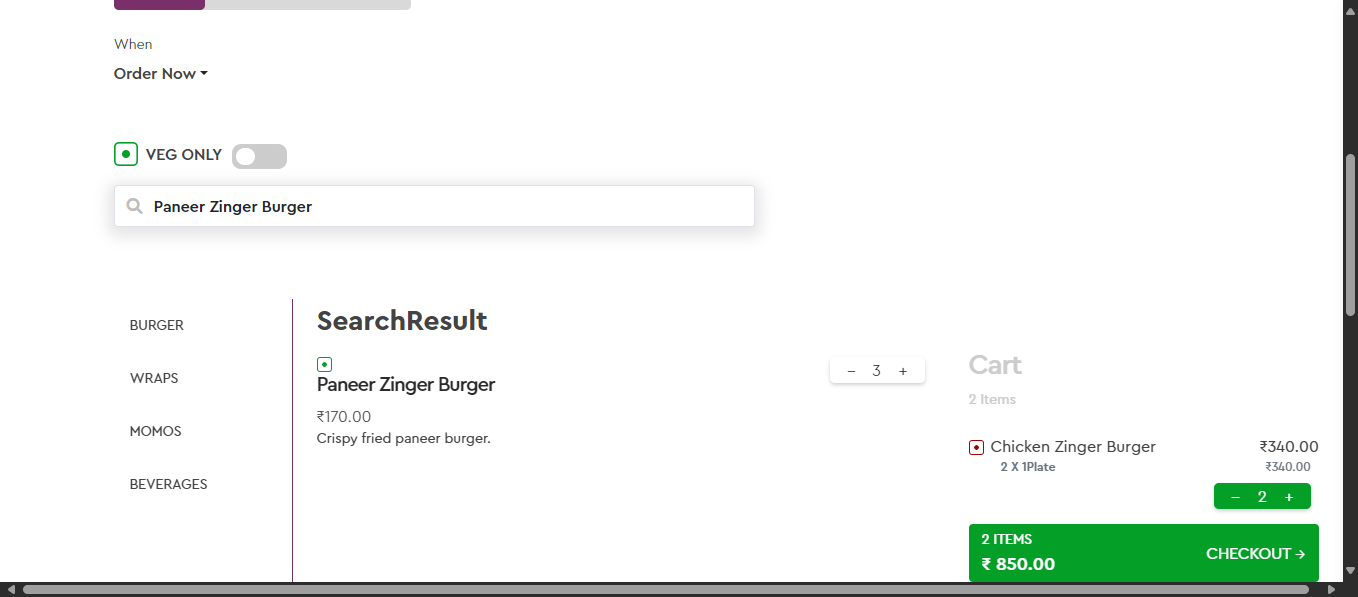 When
Order Now
VEG ONLY
Paneer Zinger Burger
BURGER
WRAPS
MOMOS
BEVERAGES
SearchResult
Paneer Zinger Burger
₹170.00
Crispy fried paneer burger.
− 3 +
Cart
2 Items
Chicken Zinger Burger ₹340.00
2 X 1Plate ₹340.00
− 2 +
2 ITEMS
₹ 850.00
CHECKOUT →